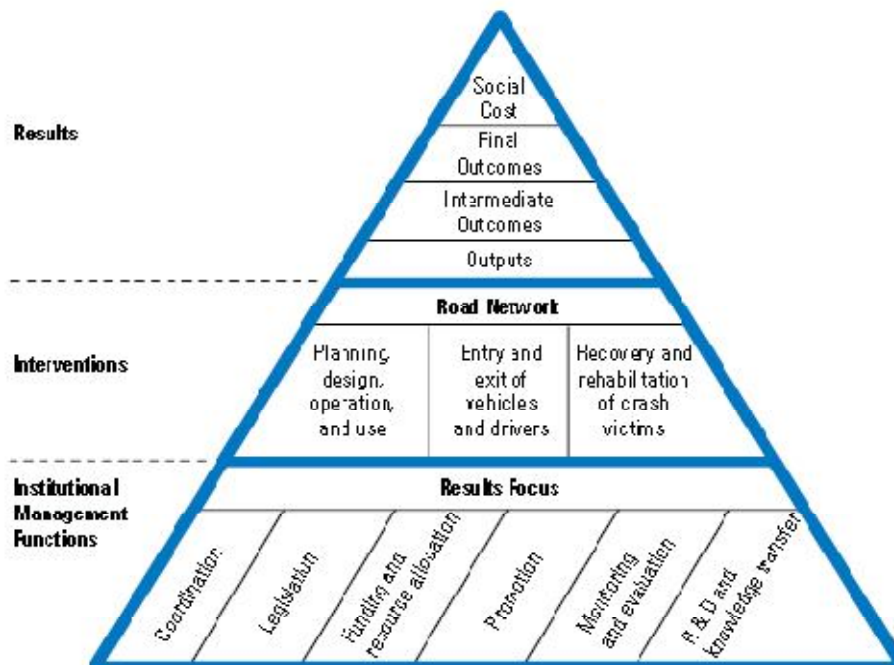 Results
Social
Cost
Final
Outcomes
Intermediate
Outcomes
Outputs
Interventions
Road Network
Planning,
design,
operation,
and use
Entry and
exit of
vehicles
and drivers
Recovery and
rehabilitation
of crash
victims
Institutional
Management
Functions
Results Focus
Coordination
Legislation
Funding and
resource allocation
Promotion
Monitoring
and evaluation
R & D and
knowledge transfer